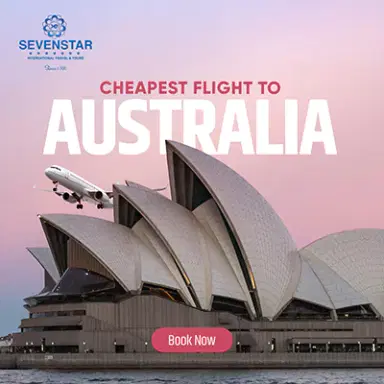 SEVENSTAR
INTERNATIONAL TRAVEL & TOURS
CHEAPEST FLIGHT TO
AUSTRALIA
Book Now